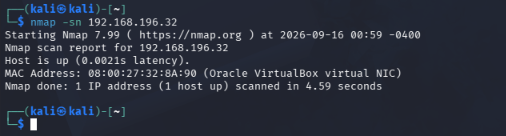 ┌──(kali㉿kali)-[~]
└─$ nmap -sn 192.168.196.32
Starting Nmap 7.99 ( https://nmap.org ) at 2026-09-16 00:59 -0400
Nmap scan report for 192.168.196.32
Host is up (0.0021s latency).
MAC Address: 08:00:27:32:8A:90 (Oracle VirtualBox virtual NIC)
Nmap done: 1 IP address (1 host up) scanned in 4.59 seconds
┌──(kali㉿kali)-[~]
└─$